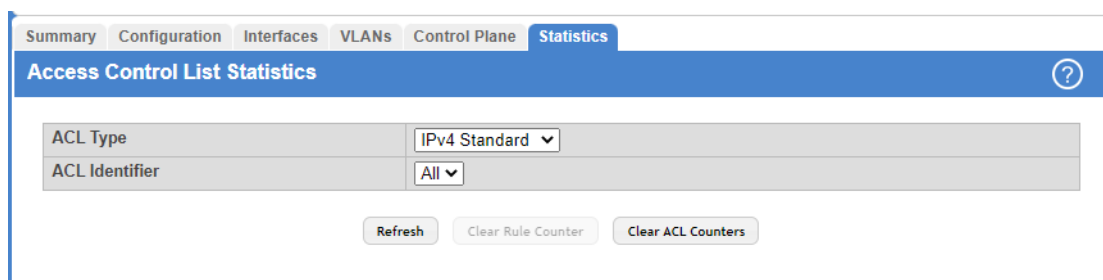 Summary Configuration Interfaces VLANs Control Plane Statistics
Access Control List Statistics ?
ACL Type IPv4 Standard
ACL Identifier All
Refresh Clear Rule Counter Clear ACL Counters